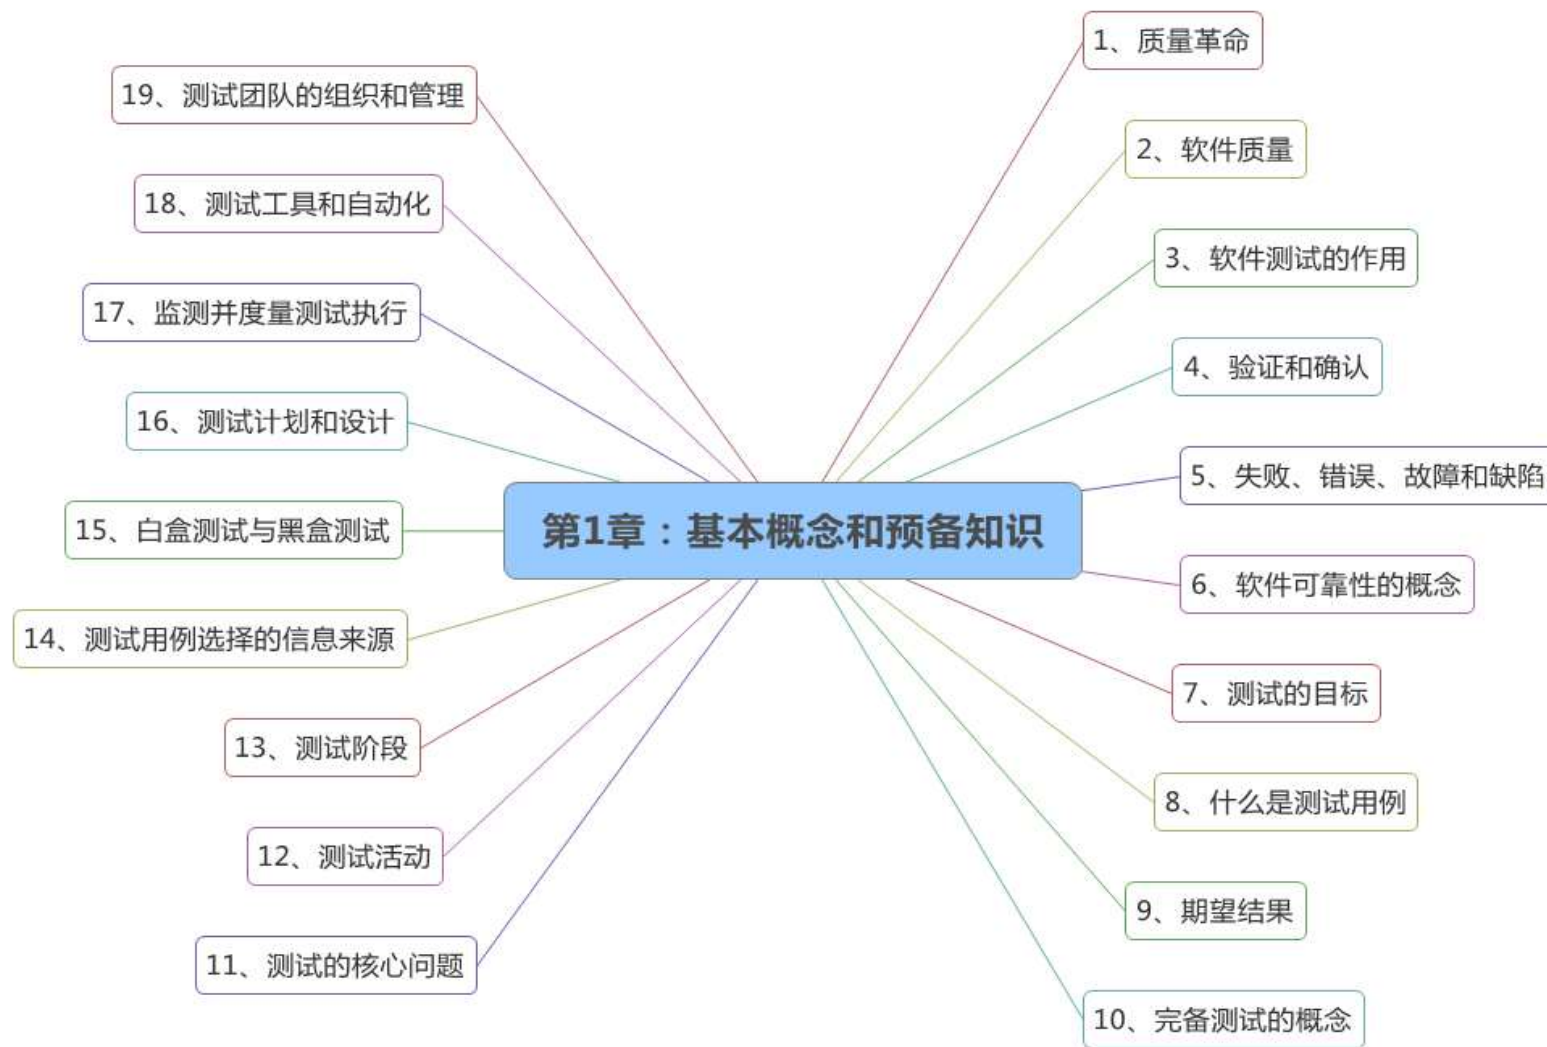 第1章：基本概念和预备知识
1、质量革命
2、软件质量
3、软件测试的作用
4、验证和确认
5、失败、错误、故障和缺陷
6、软件可靠性的概念
7、测试的目标
8、什么是测试用例
9、期望结果
10、完备测试的概念
11、测试的核心问题
12、测试活动
13、测试阶段
14、测试用例选择的信息来源
15、白盒测试与黑盒测试
16、测试计划和设计
17、监测并度量测试执行
18、测试工具和自动化
19、测试团队的组织和管理